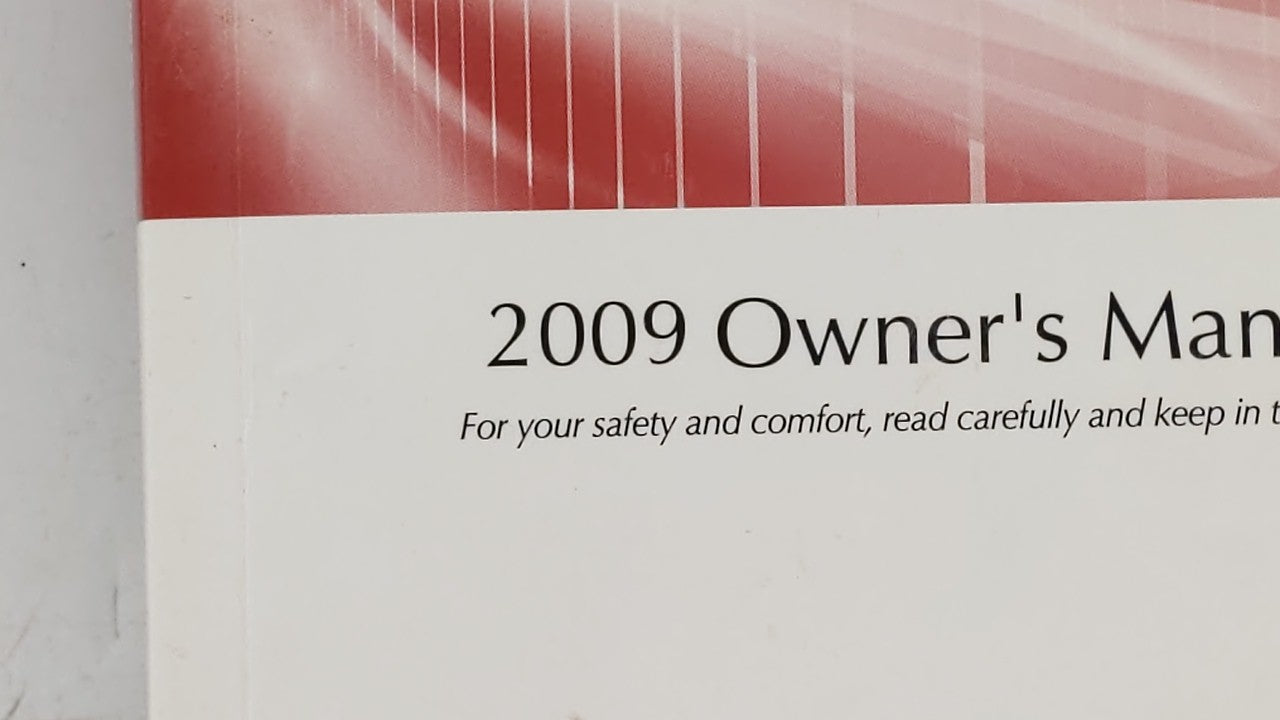 2009 Owner's Man
For your safety and comfort, read carefully and keep in t